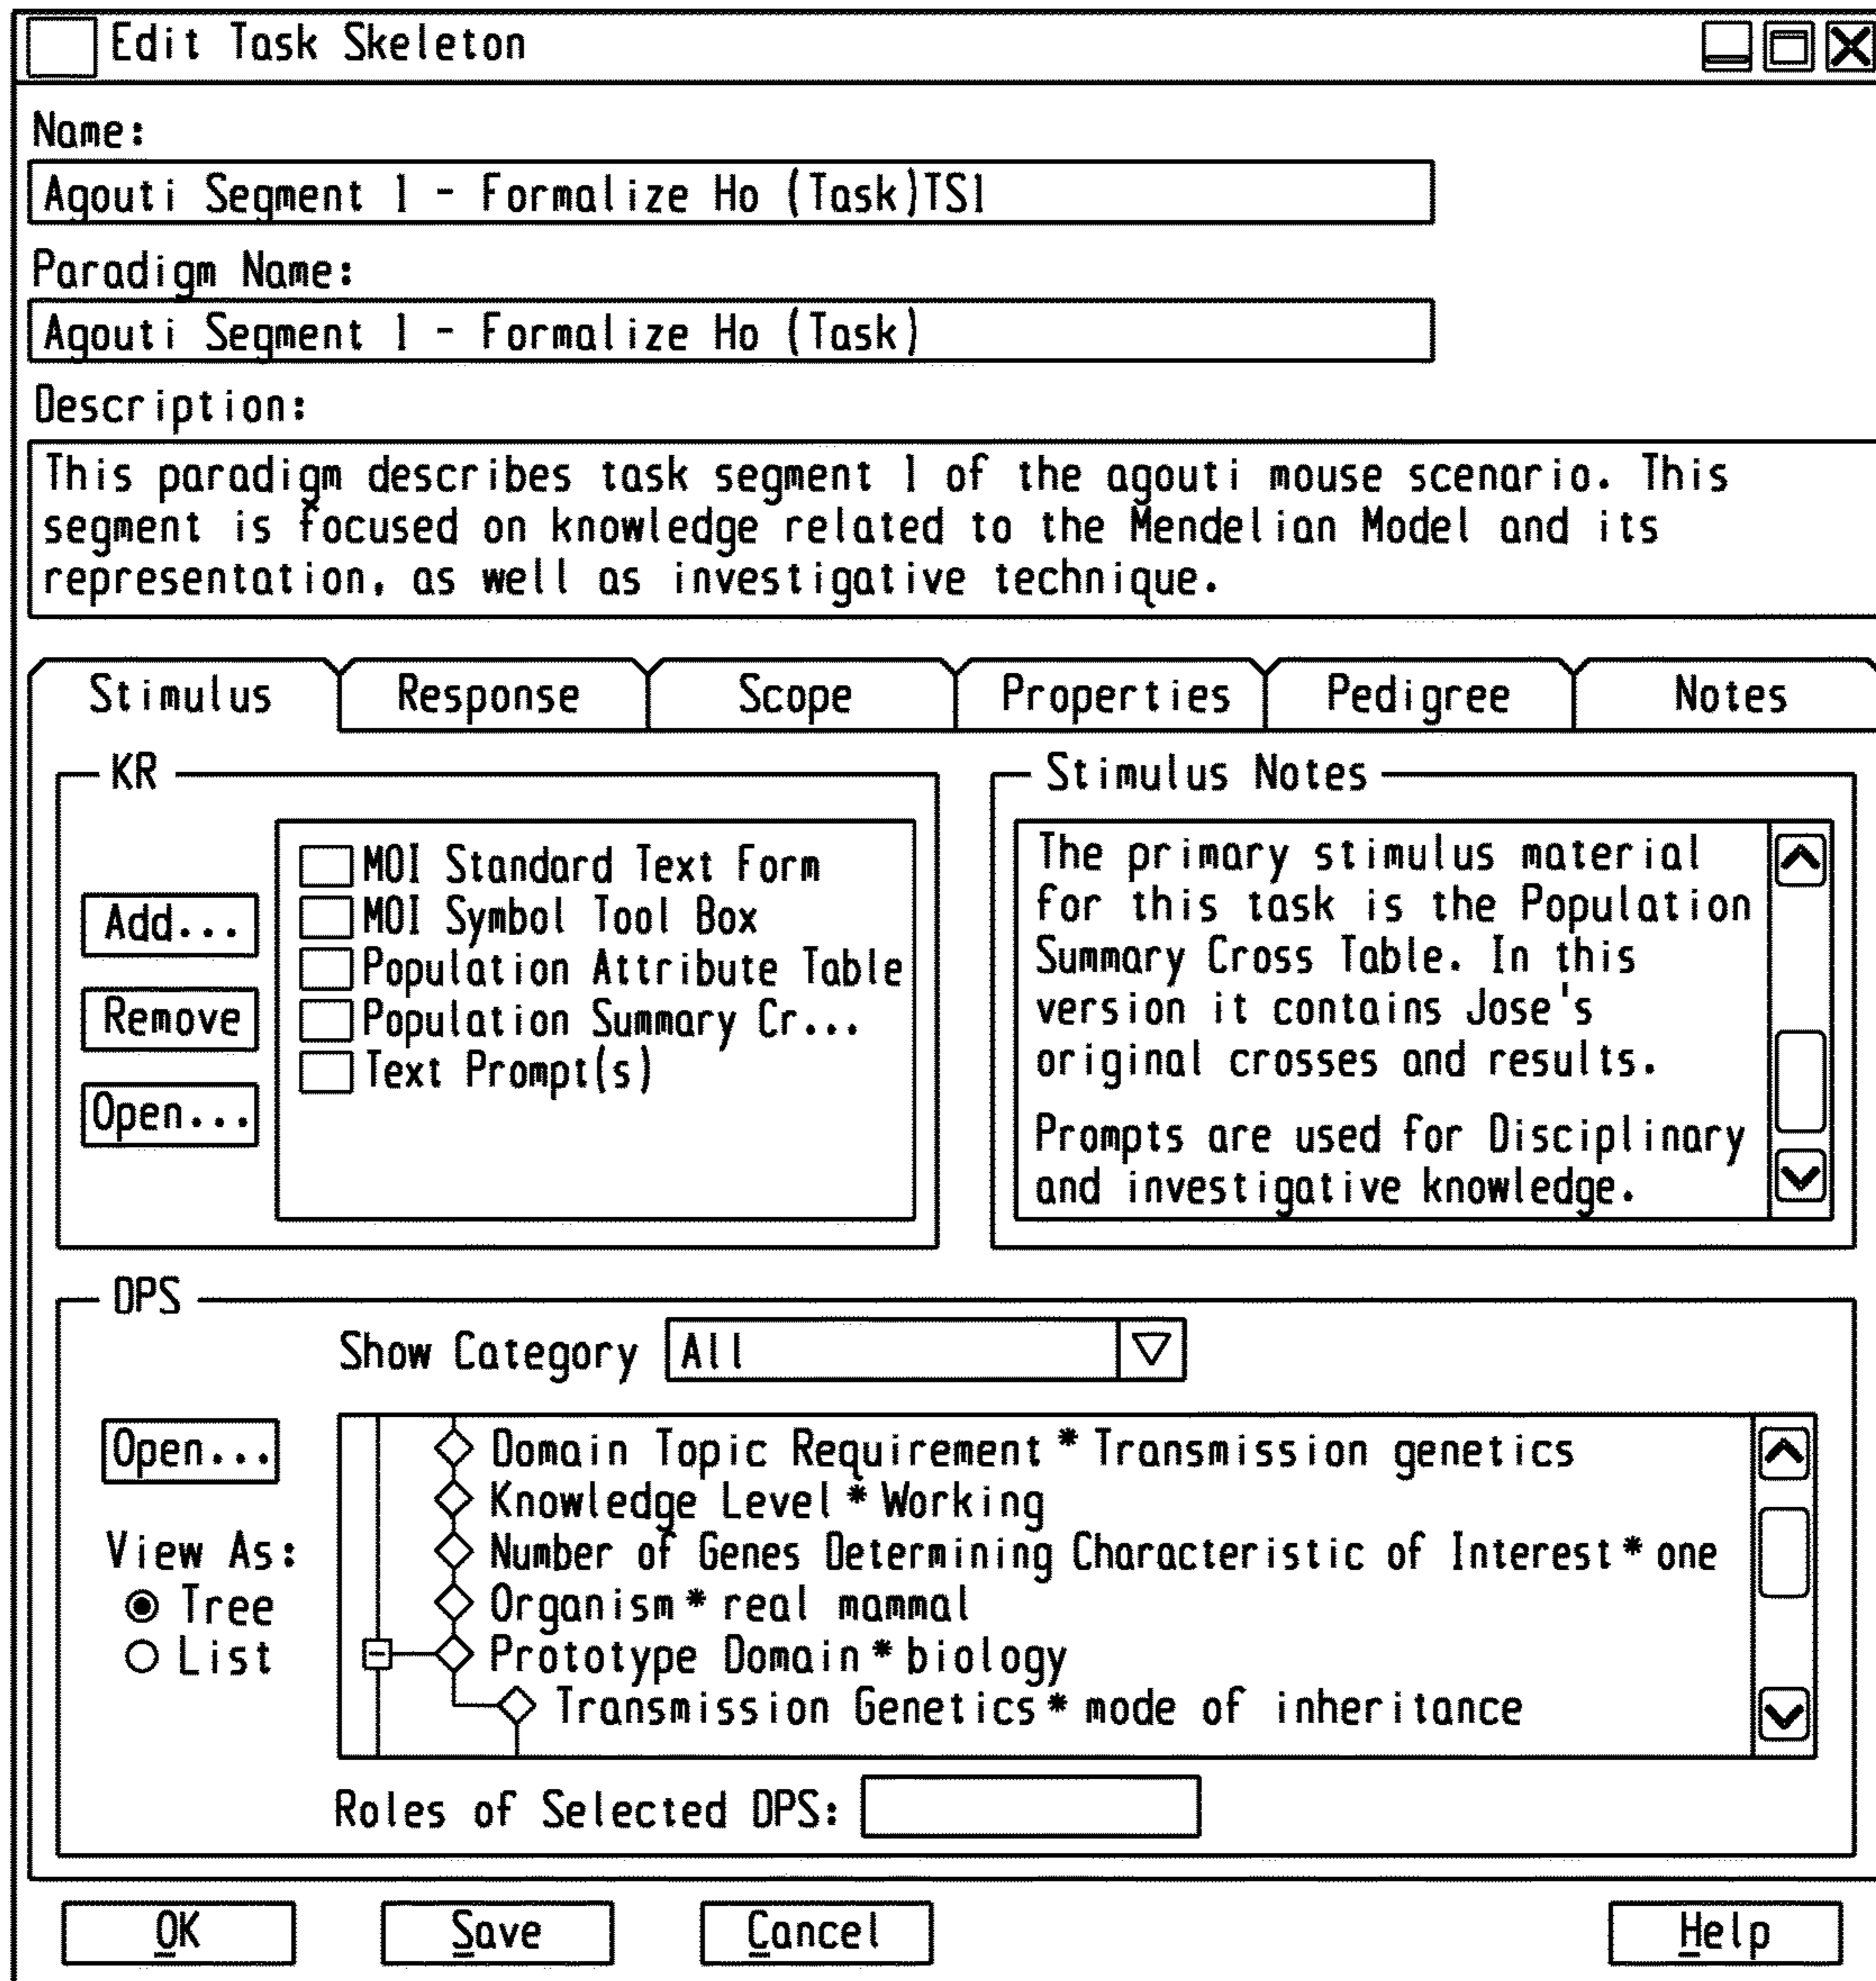 Edit Task Skeleton
Name:
Agouti Segment 1 - Formalize Ho (Task)TS1
Paradigm Name:
Agouti Segment 1 - Formalize Ho (Task)
Description:
This paradigm describes task segment 1 of the agouti mouse scenario. This
segment is focused on knowledge related to the Mendelian Model and its
representation, as well as investigative technique.
Stimulus Response Scope Properties Pedigree Notes
KR
Add...
Remove
Open...
MOI Standard Text Form
MOI Symbol Tool Box
Population Attribute Table
Population Summary Cr...
Text Prompt(s)
Stimulus Notes
The primary stimulus material
for this task is the Population
Summary Cross Table. In this
version it contains Jose's
original crosses and results.
Prompts are used for Disciplinary
and investigative knowledge.
DPS
Show Category All
Open...
View As:
Tree
List
Domain Topic Requirement * Transmission genetics
Knowledge Level * Working
Number of Genes Determining Characteristic of Interest * one
Organism * real mammal
Prototype Domain * biology
Transmission Genetics * mode of inheritance
Roles of Selected DPS:
OK Save Cancel Help